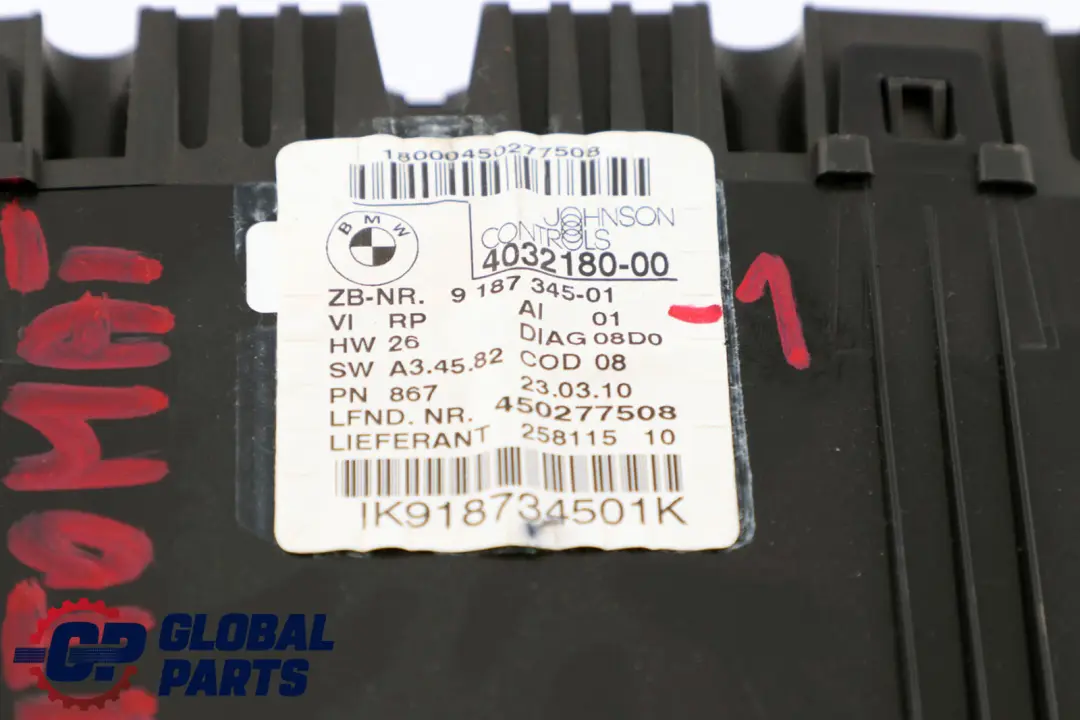 18000450277508
BMW
JOHNSON
CONTROLS
4032180-00
ZB-NR. 9 187 345-01
VI RP AI 01
HW 26 DIAG 08D0
SW A3.45.82 COD 08
PN 867 23.03.10
LFND. NR. 450277508
LIEFERANT 258115 10
IK918734501K
-1
GP GLOBAL
PARTS